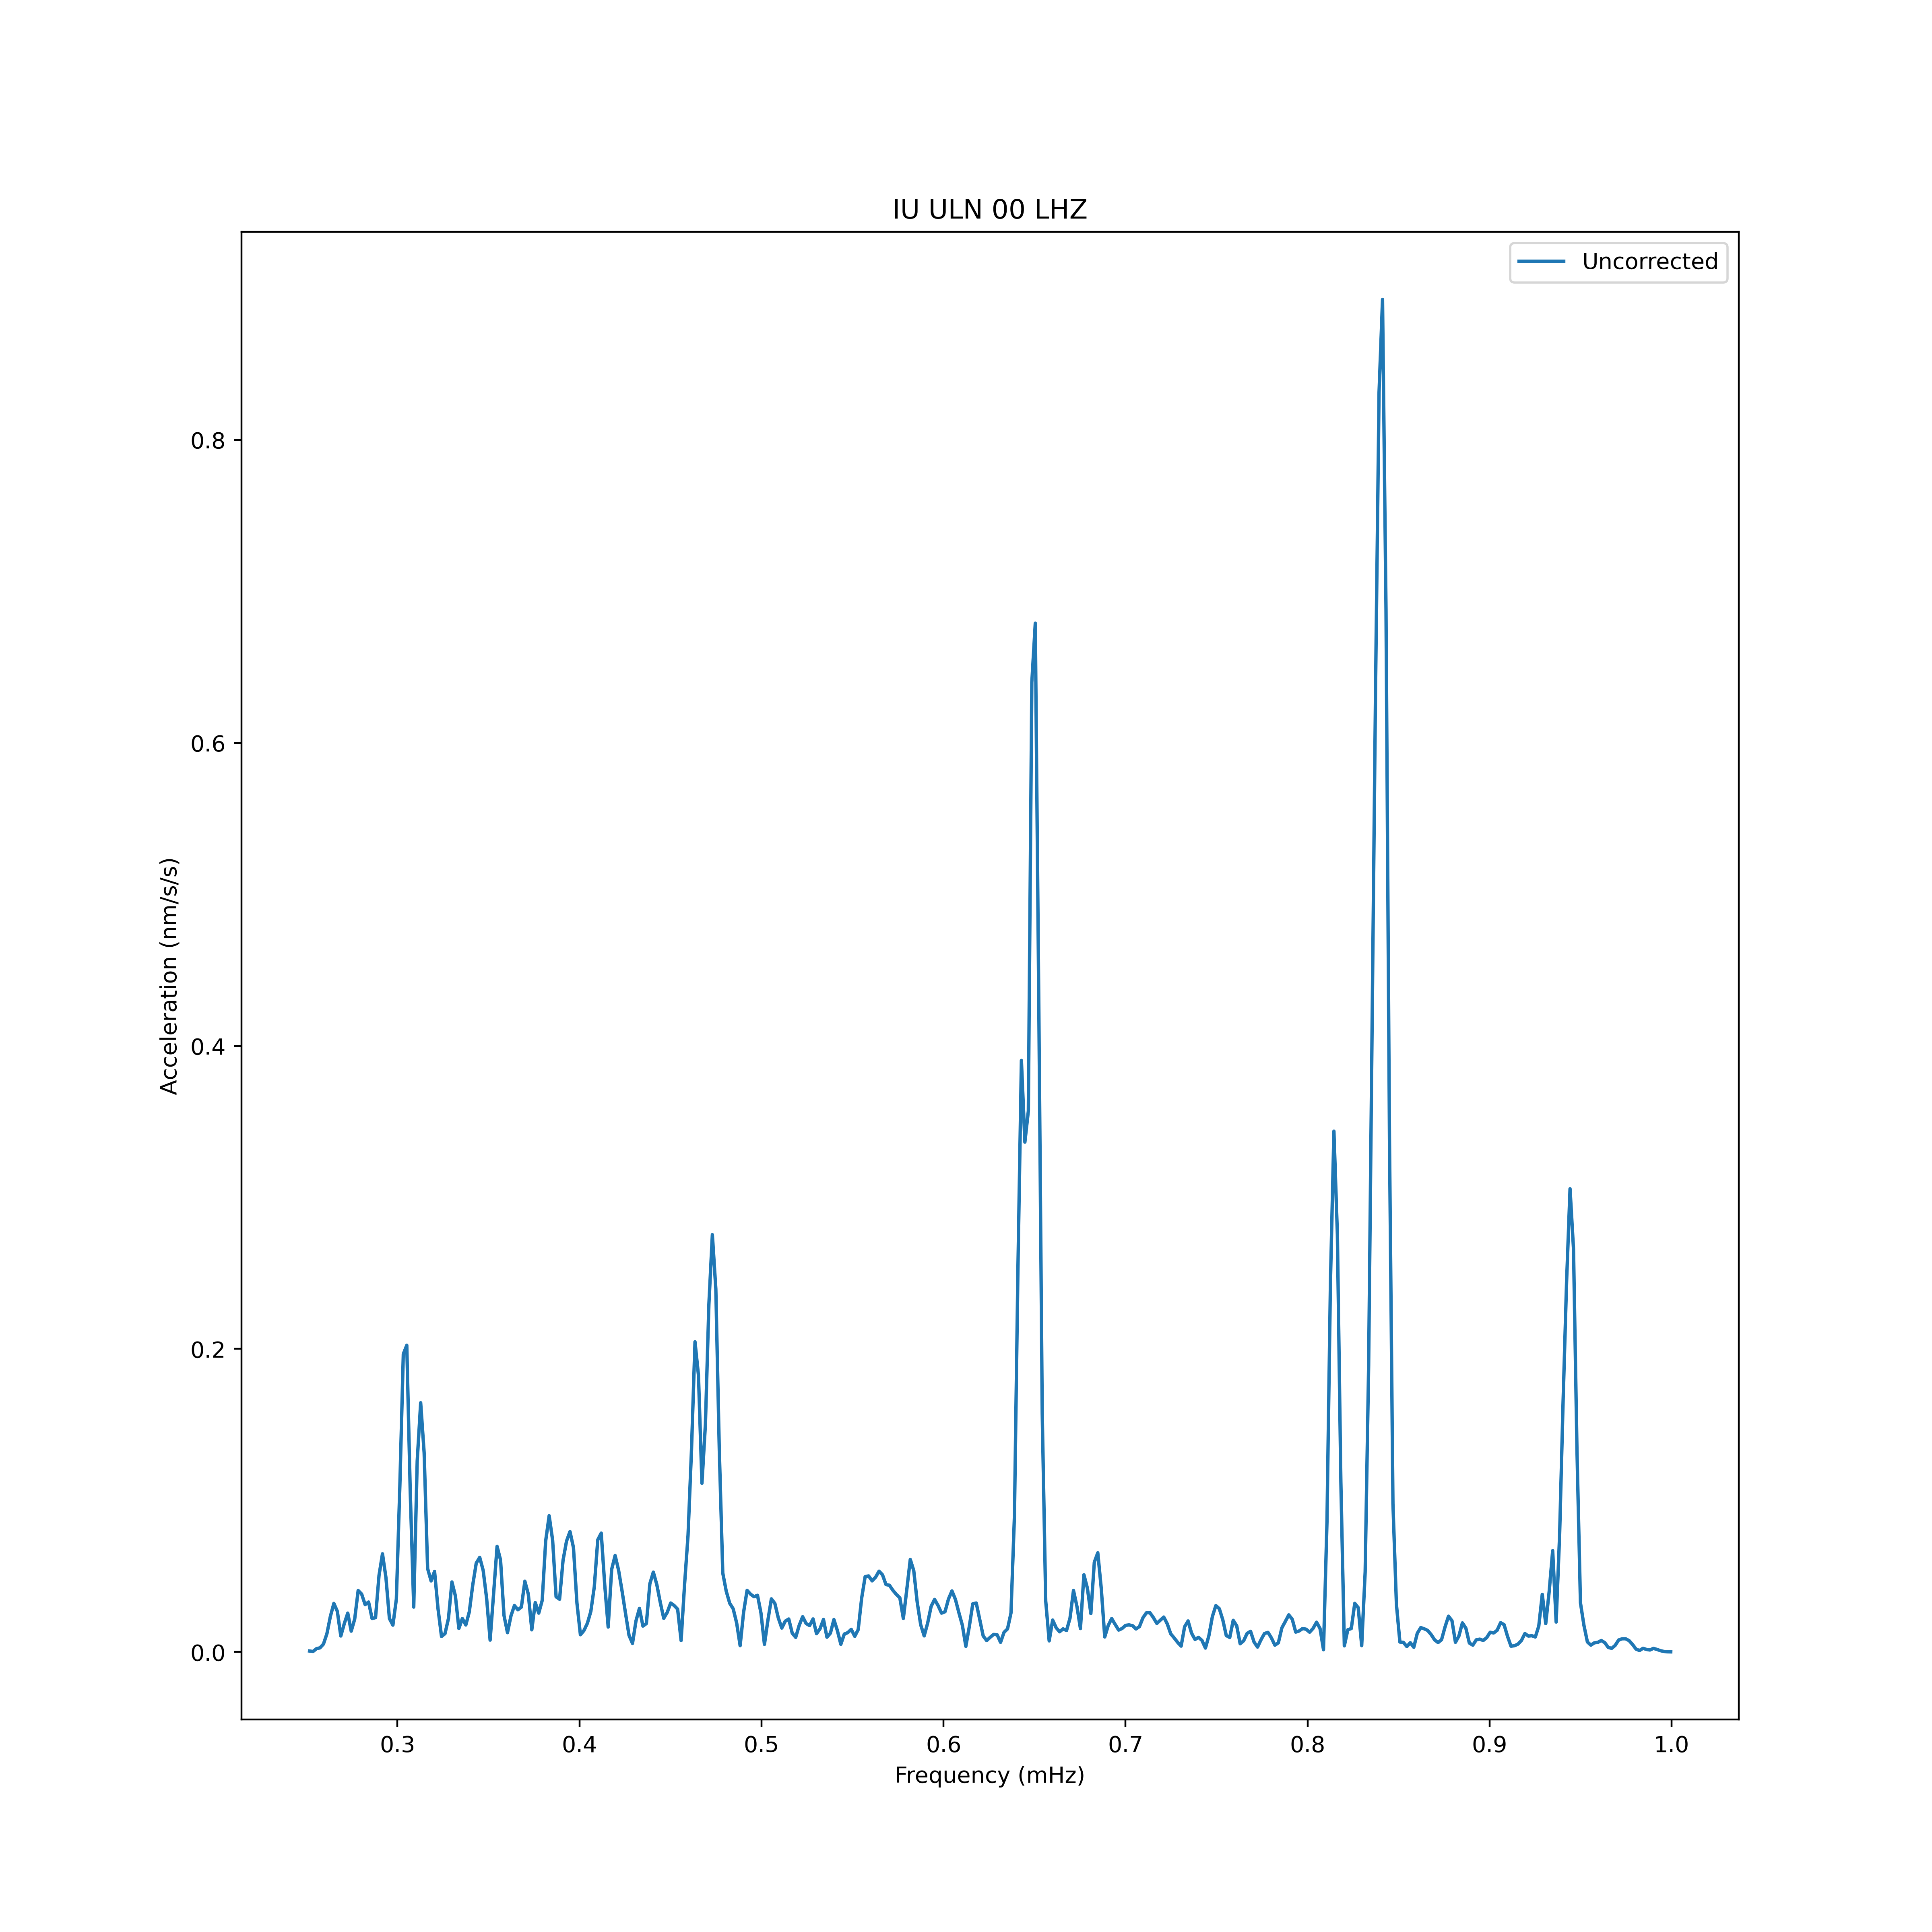 IU ULN 00 LHZ
Uncorrected
0.8
0.6
0.4
0.2
0.0
Acceleration (nm/s/s)
0.3 0.4 0.5 0.6 0.7 0.8 0.9 1.0
Frequency (mHz)